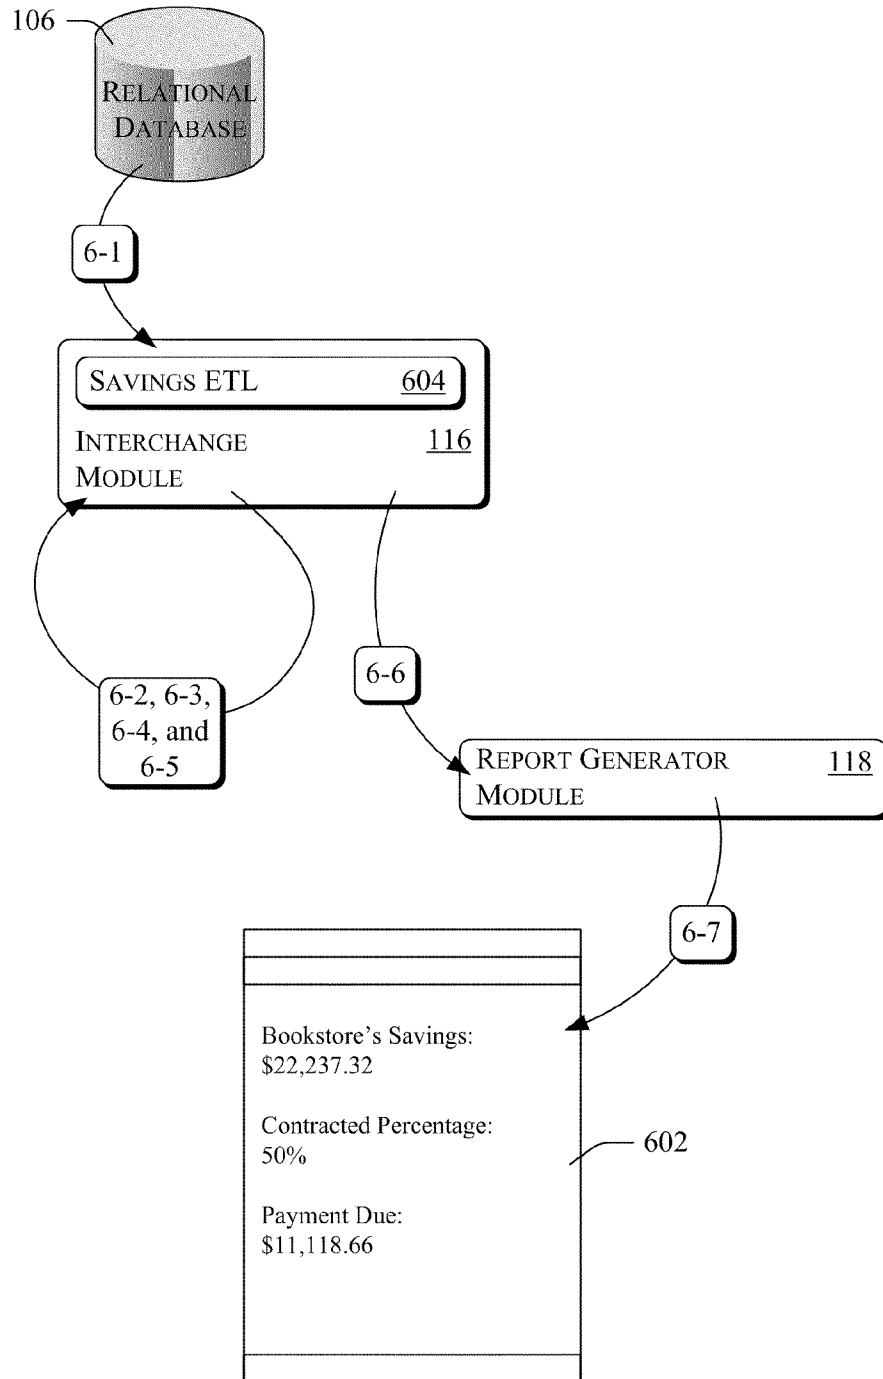 106
RELATIONAL
DATABASE
6-1
SAVINGS ETL 604
INTERCHANGE 116
MODULE
6-6
6-2, 6-3,
6-4, and
6-5
REPORT GENERATOR 118
MODULE
6-7
Bookstore's Savings:
$22,237.32
Contracted Percentage:
50%
602
Payment Due:
$11,118.66